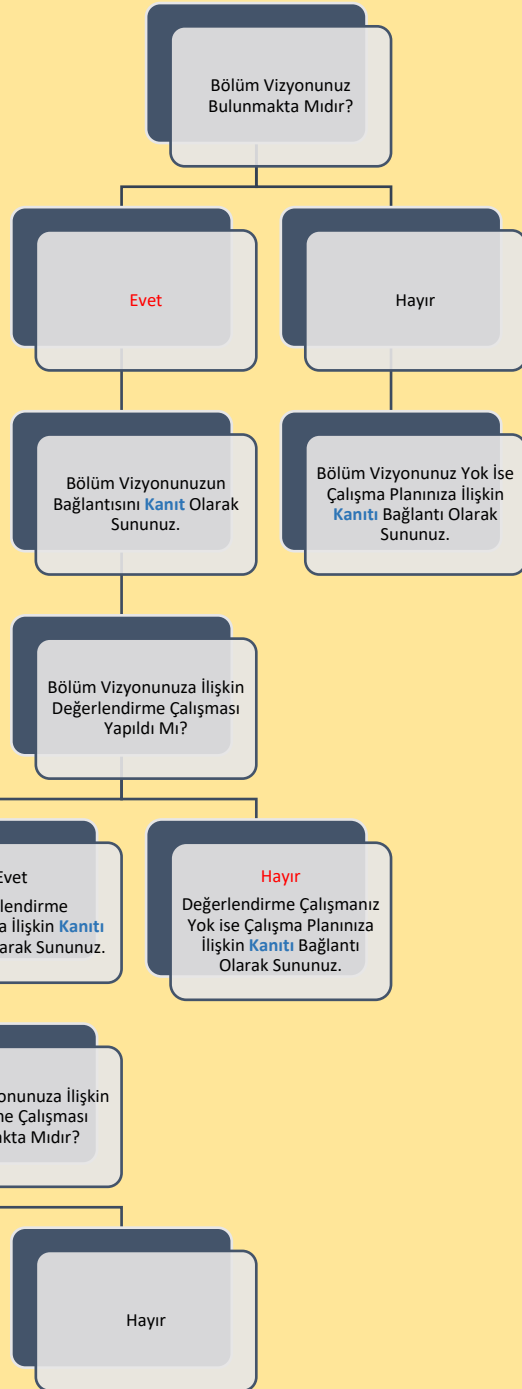 Bölüm Vizyonunuz
Bulunmakta Mıdır?
Evet
Hayır
Bölüm Vizyonunuzun
Bağlantısını Kanıt Olarak
Sununuz.
Bölüm Vizyonunuz Yok İse
Çalışma Planınıza İlişkin
Kanıtı Bağlantı Olarak
Sununuz.
Bölüm Vizyonunuza İlişkin
Değerlendirme Çalışması
Yapıldı Mı?
Evet
İlişkin Kanıtı
Sununuz.
Hayır
Değerlendirme Çalışmanız
Yok ise Çalışma Planınıza
İlişkin Kanıtı Bağlantı
Olarak Sununuz.
İlişkin
Çalışması
Mıdır?
Hayır